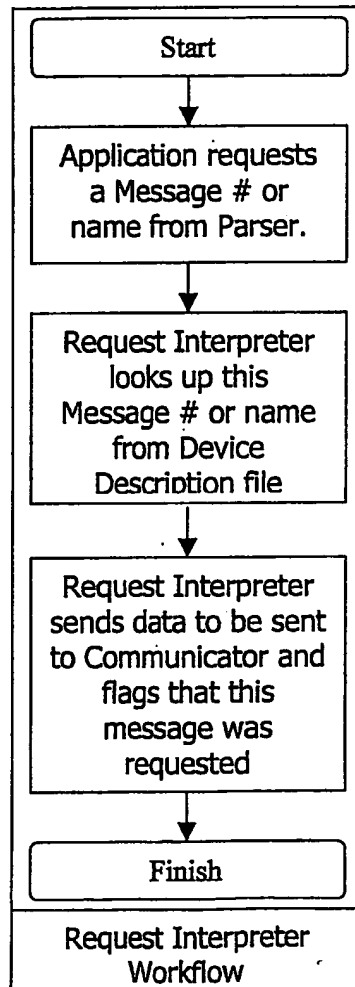 Start
Application requests
a Message # or
name from Parser.
Request Interpreter
looks up this
Message # or name
from Device
Description file
Request Interpreter
sends data to be sent
to Communicator and
flags that this
message was
requested
Finish
Request Interpreter
Workflow